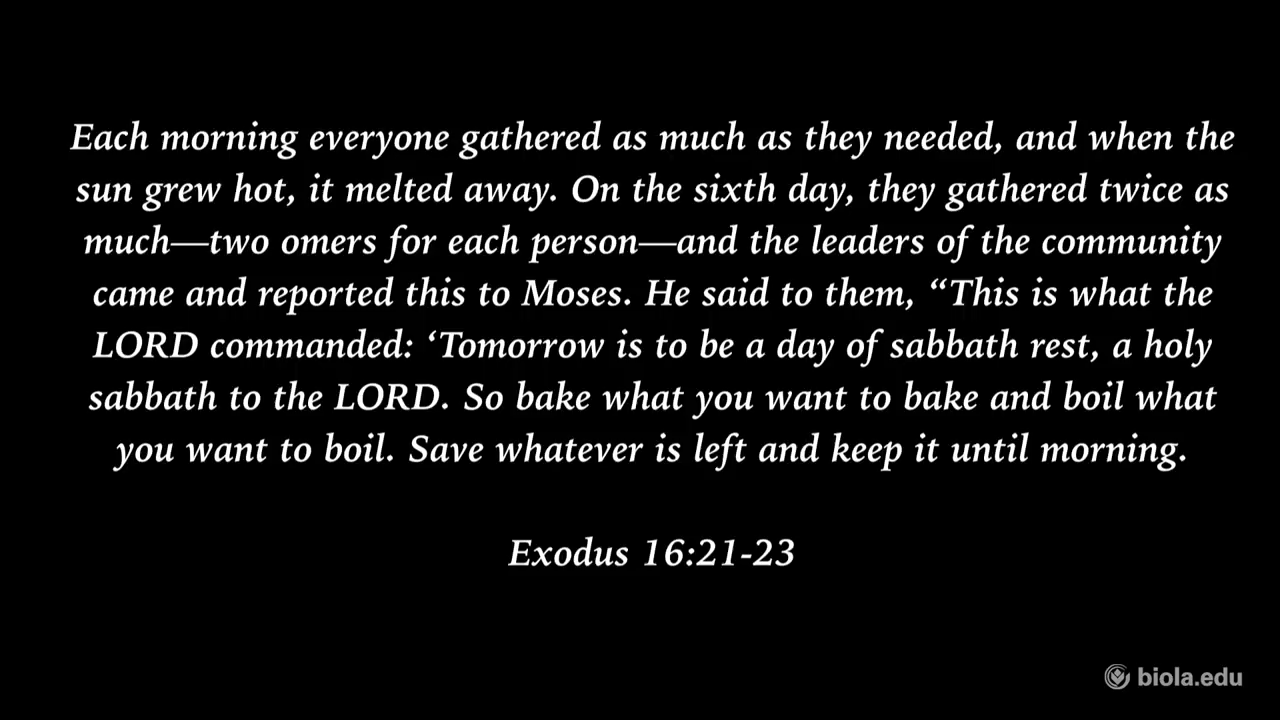 Each morning everyone gathered as much as they needed, and when the
sun grew hot, it melted away. On the sixth day, they gathered twice as
much—two omers for each person—and the leaders of the community
came and reported this to Moses. He said to them, “This is what the
LORD commanded: ‘Tomorrow is to be a day of sabbath rest, a holy
sabbath to the LORD. So bake what you want to bake and boil what
you want to boil. Save whatever is left and keep it until morning.
Exodus 16:21-23
biola.edu